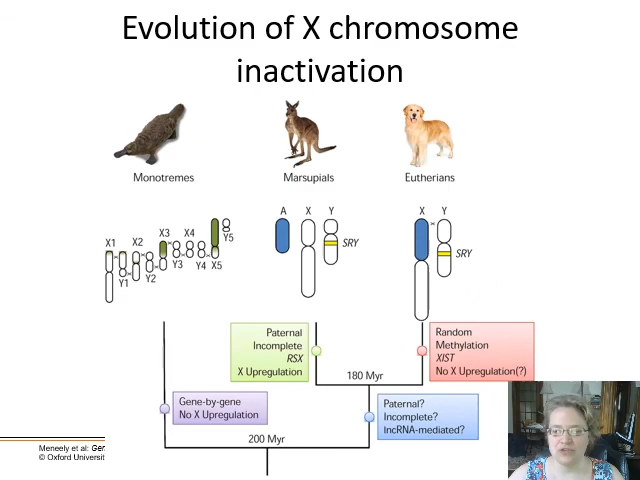 Evolution of X chromosome
inactivation
Monotremes
Marsupials
Eutherians
X1
Y1
X2
Y2
X3
Y3
X4
Y4
X5
Y5
A
X
Y
SRY
X
Y
SRY
Paternal
Incomplete
RSX
X Upregulation
Random
Methylation
XIST
No X Upregulation(?)
180 Myr
Gene-by-gene
No X Upregulation
Paternal?
Incomplete?
lncRNA-mediated?
200 Myr
Meneely et al:
© Oxford